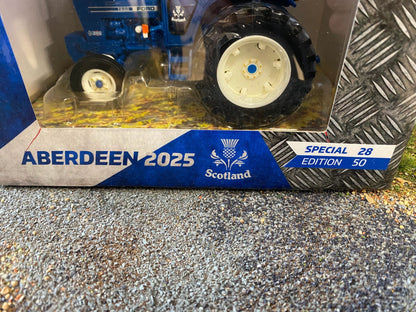 FORD
ABERDEEN 2025
Scotland
SPECIAL 28
EDITION 50